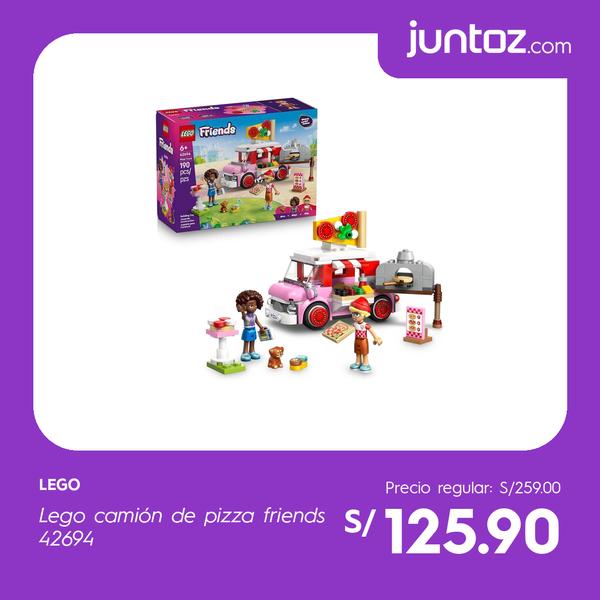 juntoz.com
LEGO
Friends
6+
42694
190
pcs/
pzs
LEGO
Precio regular: S/259.00
Lego camión de pizza friends
42694
S/125.90